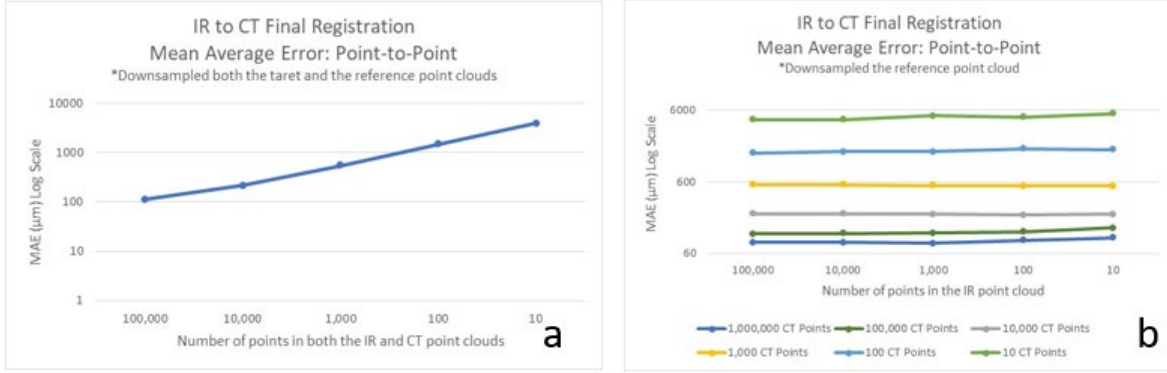 IR to CT Final Registration
Mean Average Error: Point-to-Point
*Downsampled both the taret and the reference point clouds
MAE (µm) Log Scale
10000
1000
100
10
1
100,000 10,000 1,000 100 10
Number of points in both the IR and CT point clouds
a
IR to CT Final Registration
Mean Average Error: Point-to-Point
*Downsampled the reference point cloud
MAE (µm) Log Scale
6000
600
60
100,000 10,000 1,000 100 10
Number of points in the IR point cloud
1,000,000 CT Points 100,000 CT Points 10,000 CT Points
1,000 CT Points 100 CT Points 10 CT Points
b